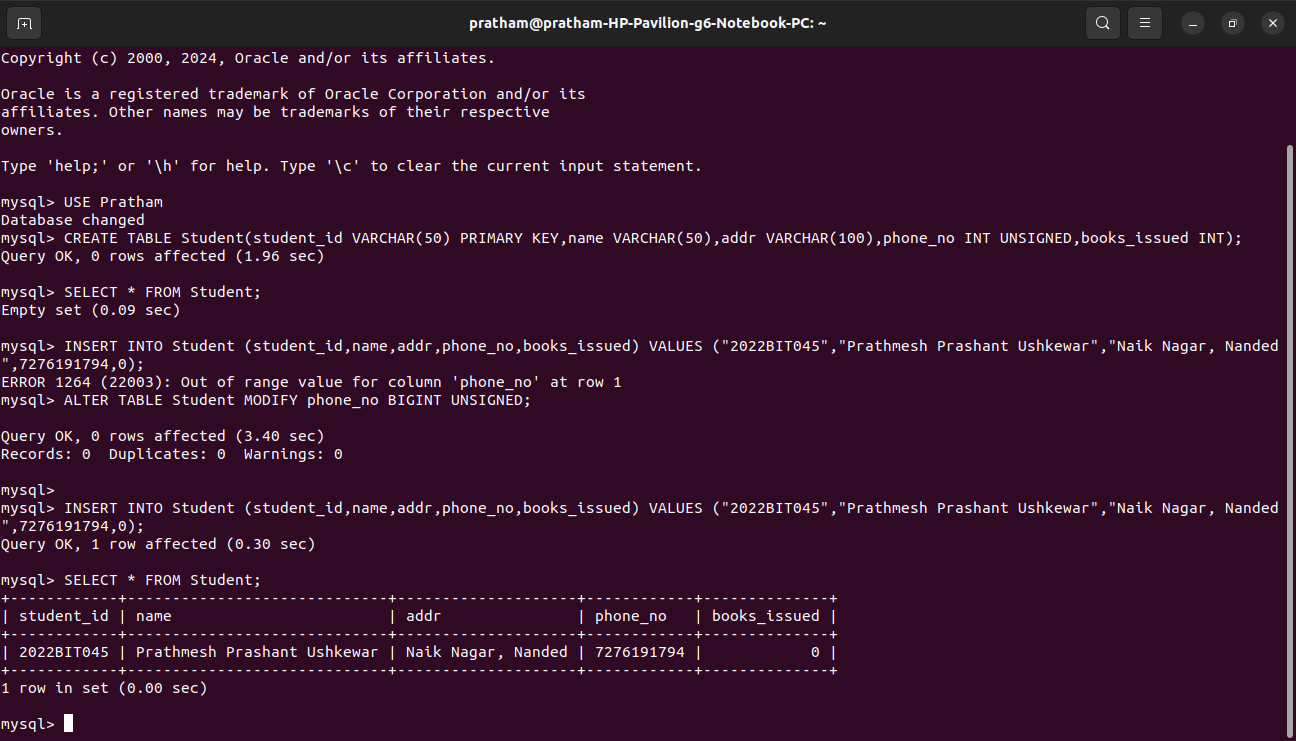 pratham@pratham-HP-Pavilion-g6-Notebook-PC: ~
Copyright (c) 2000, 2024, Oracle and/or its affiliates.
Oracle is a registered trademark of Oracle Corporation and/or its
affiliates. Other names may be trademarks of their respective
owners.
Type 'help;' or '\h' for help. Type '\c' to clear the current input statement.
mysql> USE Pratham
Database changed
mysql> CREATE TABLE Student(student_id VARCHAR(50) PRIMARY KEY,name VARCHAR(50),addr VARCHAR(100),phone_no INT UNSIGNED,books_issued INT);
Query OK, 0 rows affected (1.96 sec)
mysql> SELECT * FROM Student;
Empty set (0.09 sec)
mysql> INSERT INTO Student (student_id,name,addr,phone_no,books_issued) VALUES ("2022BIT045","Prathmesh Prashant Ushkewar","Naik Nagar, Nanded
",7276191794,0);
ERROR 1264 (22003): Out of range value for column 'phone_no' at row 1
mysql> ALTER TABLE Student MODIFY phone_no BIGINT UNSIGNED;
Query OK, 0 rows affected (3.40 sec)
Records: 0  Duplicates: 0  Warnings: 0
mysql>
mysql> INSERT INTO Student (student_id,name,addr,phone_no,books_issued) VALUES ("2022BIT045","Prathmesh Prashant Ushkewar","Naik Nagar, Nanded
",7276191794,0);
Query OK, 1 row affected (0.30 sec)
mysql> SELECT * FROM Student;
+------------+-----------------------------+--------------------+------------+--------------+
| student_id | name                        | addr               | phone_no   | books_issued |
+------------+-----------------------------+--------------------+------------+--------------+
| 2022BIT045 | Prathmesh Prashant Ushkewar | Naik Nagar, Nanded | 7276191794 |            0 |
+------------+-----------------------------+--------------------+------------+--------------+
1 row in set (0.00 sec)
mysql>